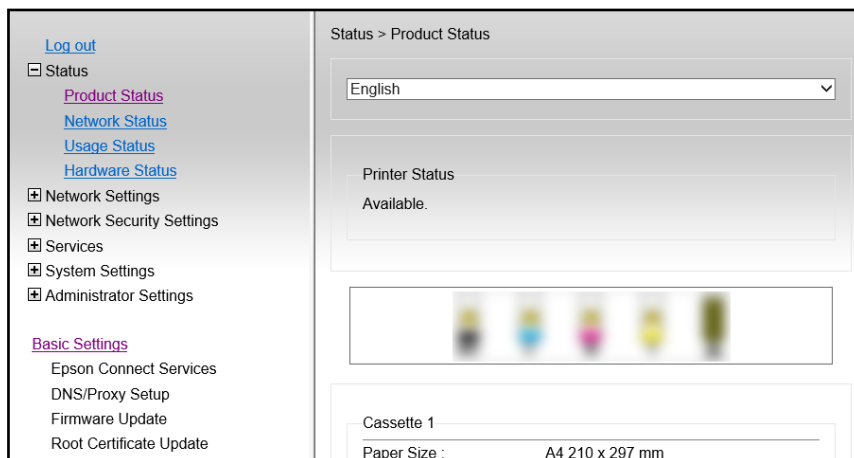 Log out
Status
Product Status
Network Status
Usage Status
Hardware Status
Network Settings
Network Security Settings
Services
System Settings
Administrator Settings
Basic Settings
Epson Connect Services
DNS/Proxy Setup
Firmware Update
Root Certificate Update
Status > Product Status
English
Printer Status
Available.
Cassette 1
Paper Size : A4 210 x 297 mm